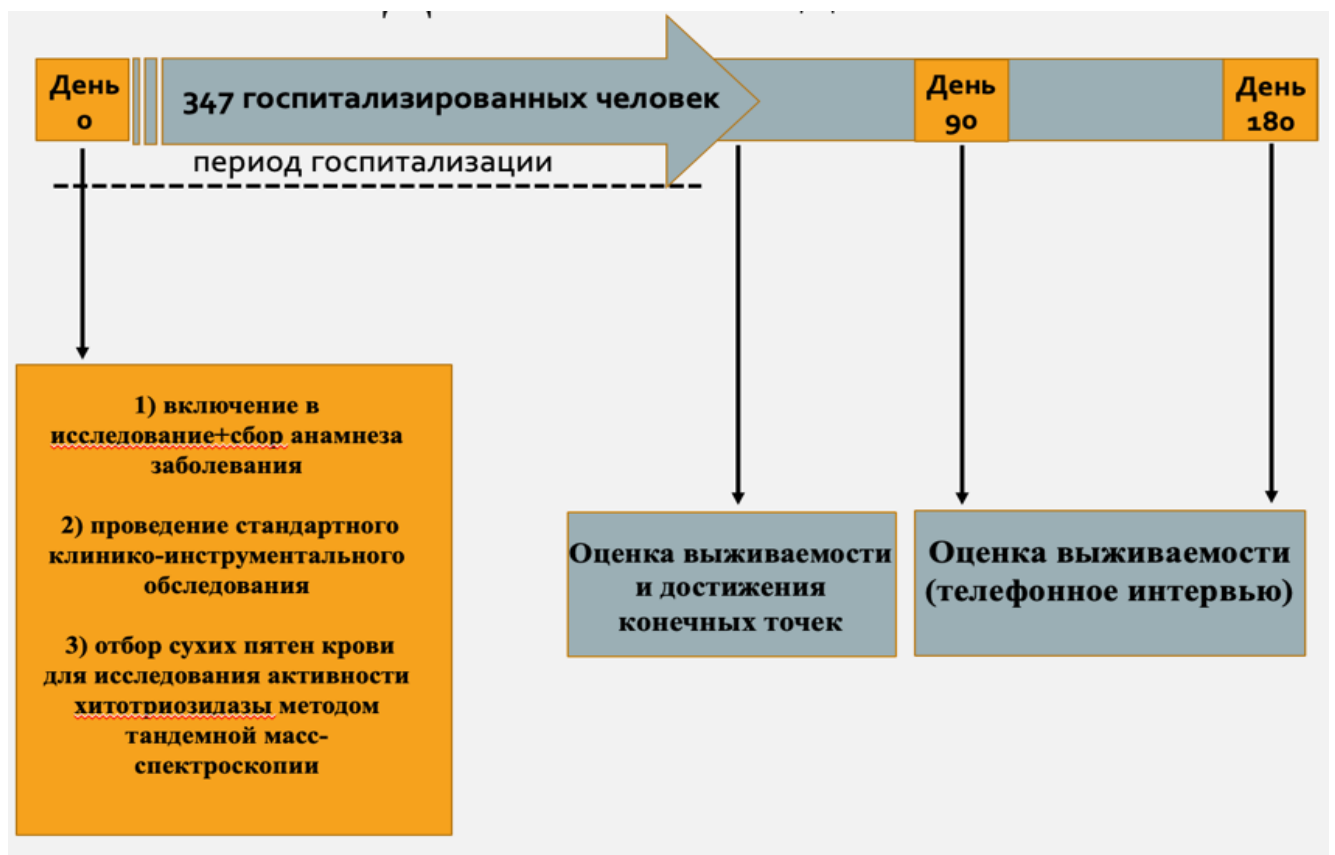 День
0
347 госпитализированных человек
День
90
День
180
период госпитализации
1) включение в
исследование+сбор анамнеза
заболевания
2) проведение стандартного
клинико-инструментального
обследования
3) отбор сухих пятен крови
для исследования активности
хитотриозидазы методом
тандемной масс-
спектроскопии
Оценка выживаемости
и достижения
конечных точек
Оценка выживаемости
(телефонное интервью)